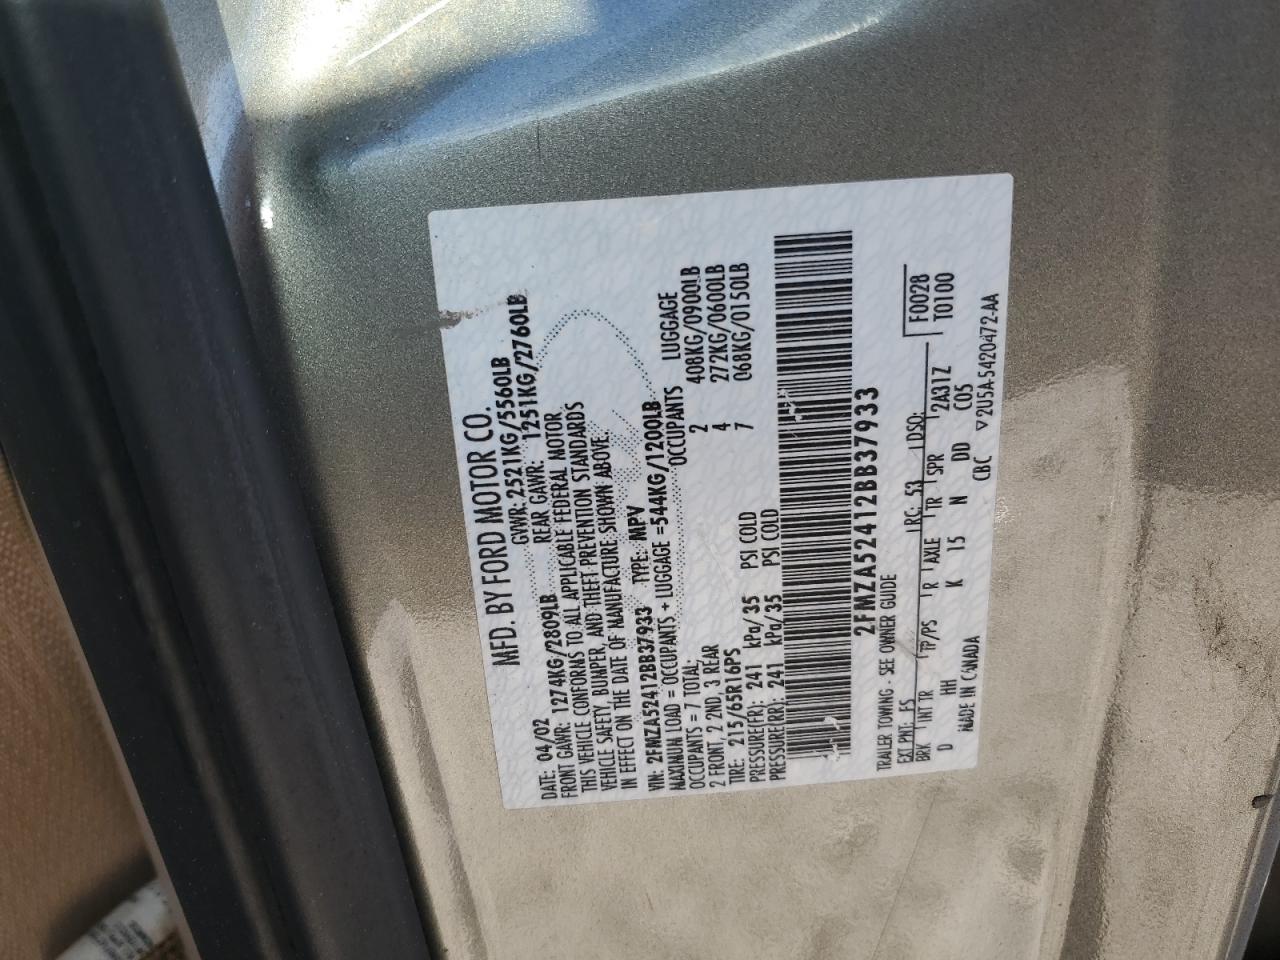 MFD. BY FORD MOTOR CO.
DATE: 04/02 GVWR: 2521KG/5560LB
FRONT GAWR: 1274KG/2809LB REAR GAWR: 1251KG/2760LB
THIS VEHICLE CONFORMS TO ALL APPLICABLE FEDERAL MOTOR
VEHICLE SAFETY, BUMPER, AND THEFT PREVENTION STANDARDS
IN EFFECT ON THE DATE OF MANUFACTURE SHOWN ABOVE.
VIN: 2FMZA52412BB37933 TYPE: MPV
MAXIMUM LOAD = OCCUPANTS + LUGGAGE =544KG/1200LB
OCCUPANTS = 7 TOTAL: OCCUPANTS LUGGAGE
2 FRONT, 2 2ND, 3 REAR 2 408KG/0900LB
TIRE: 215/65R16PS 4 272KG/0600LB
PRESSURE(FR): 241 kPa/35 PSI COLD 7 068KG/0150LB
PRESSURE(RR): 241 kPa/35 PSI COLD
2FMZA52412BB37933
TRAILER TOWING - SEE OWNER GUIDE
EXT PNT: FS RC: 53 DSO: F0028
BRK INT TR TP/PS R AXLE TR SPR T0100
D HH K 15 N DD 2A31Z
C05
MADE IN CANADA CBC ▽2U5A-5420472-AA